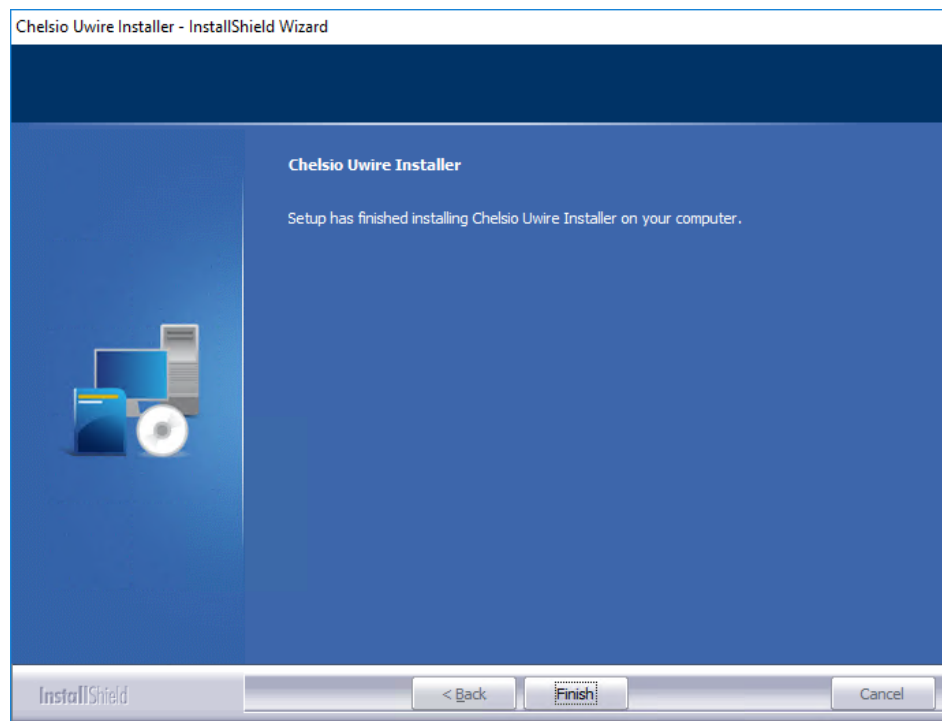 Chelsio Uwire Installer - InstallShield Wizard
Chelsio Uwire Installer
Setup has finished installing Chelsio Uwire Installer on your computer.
InstallShield
< Back
Finish
Cancel